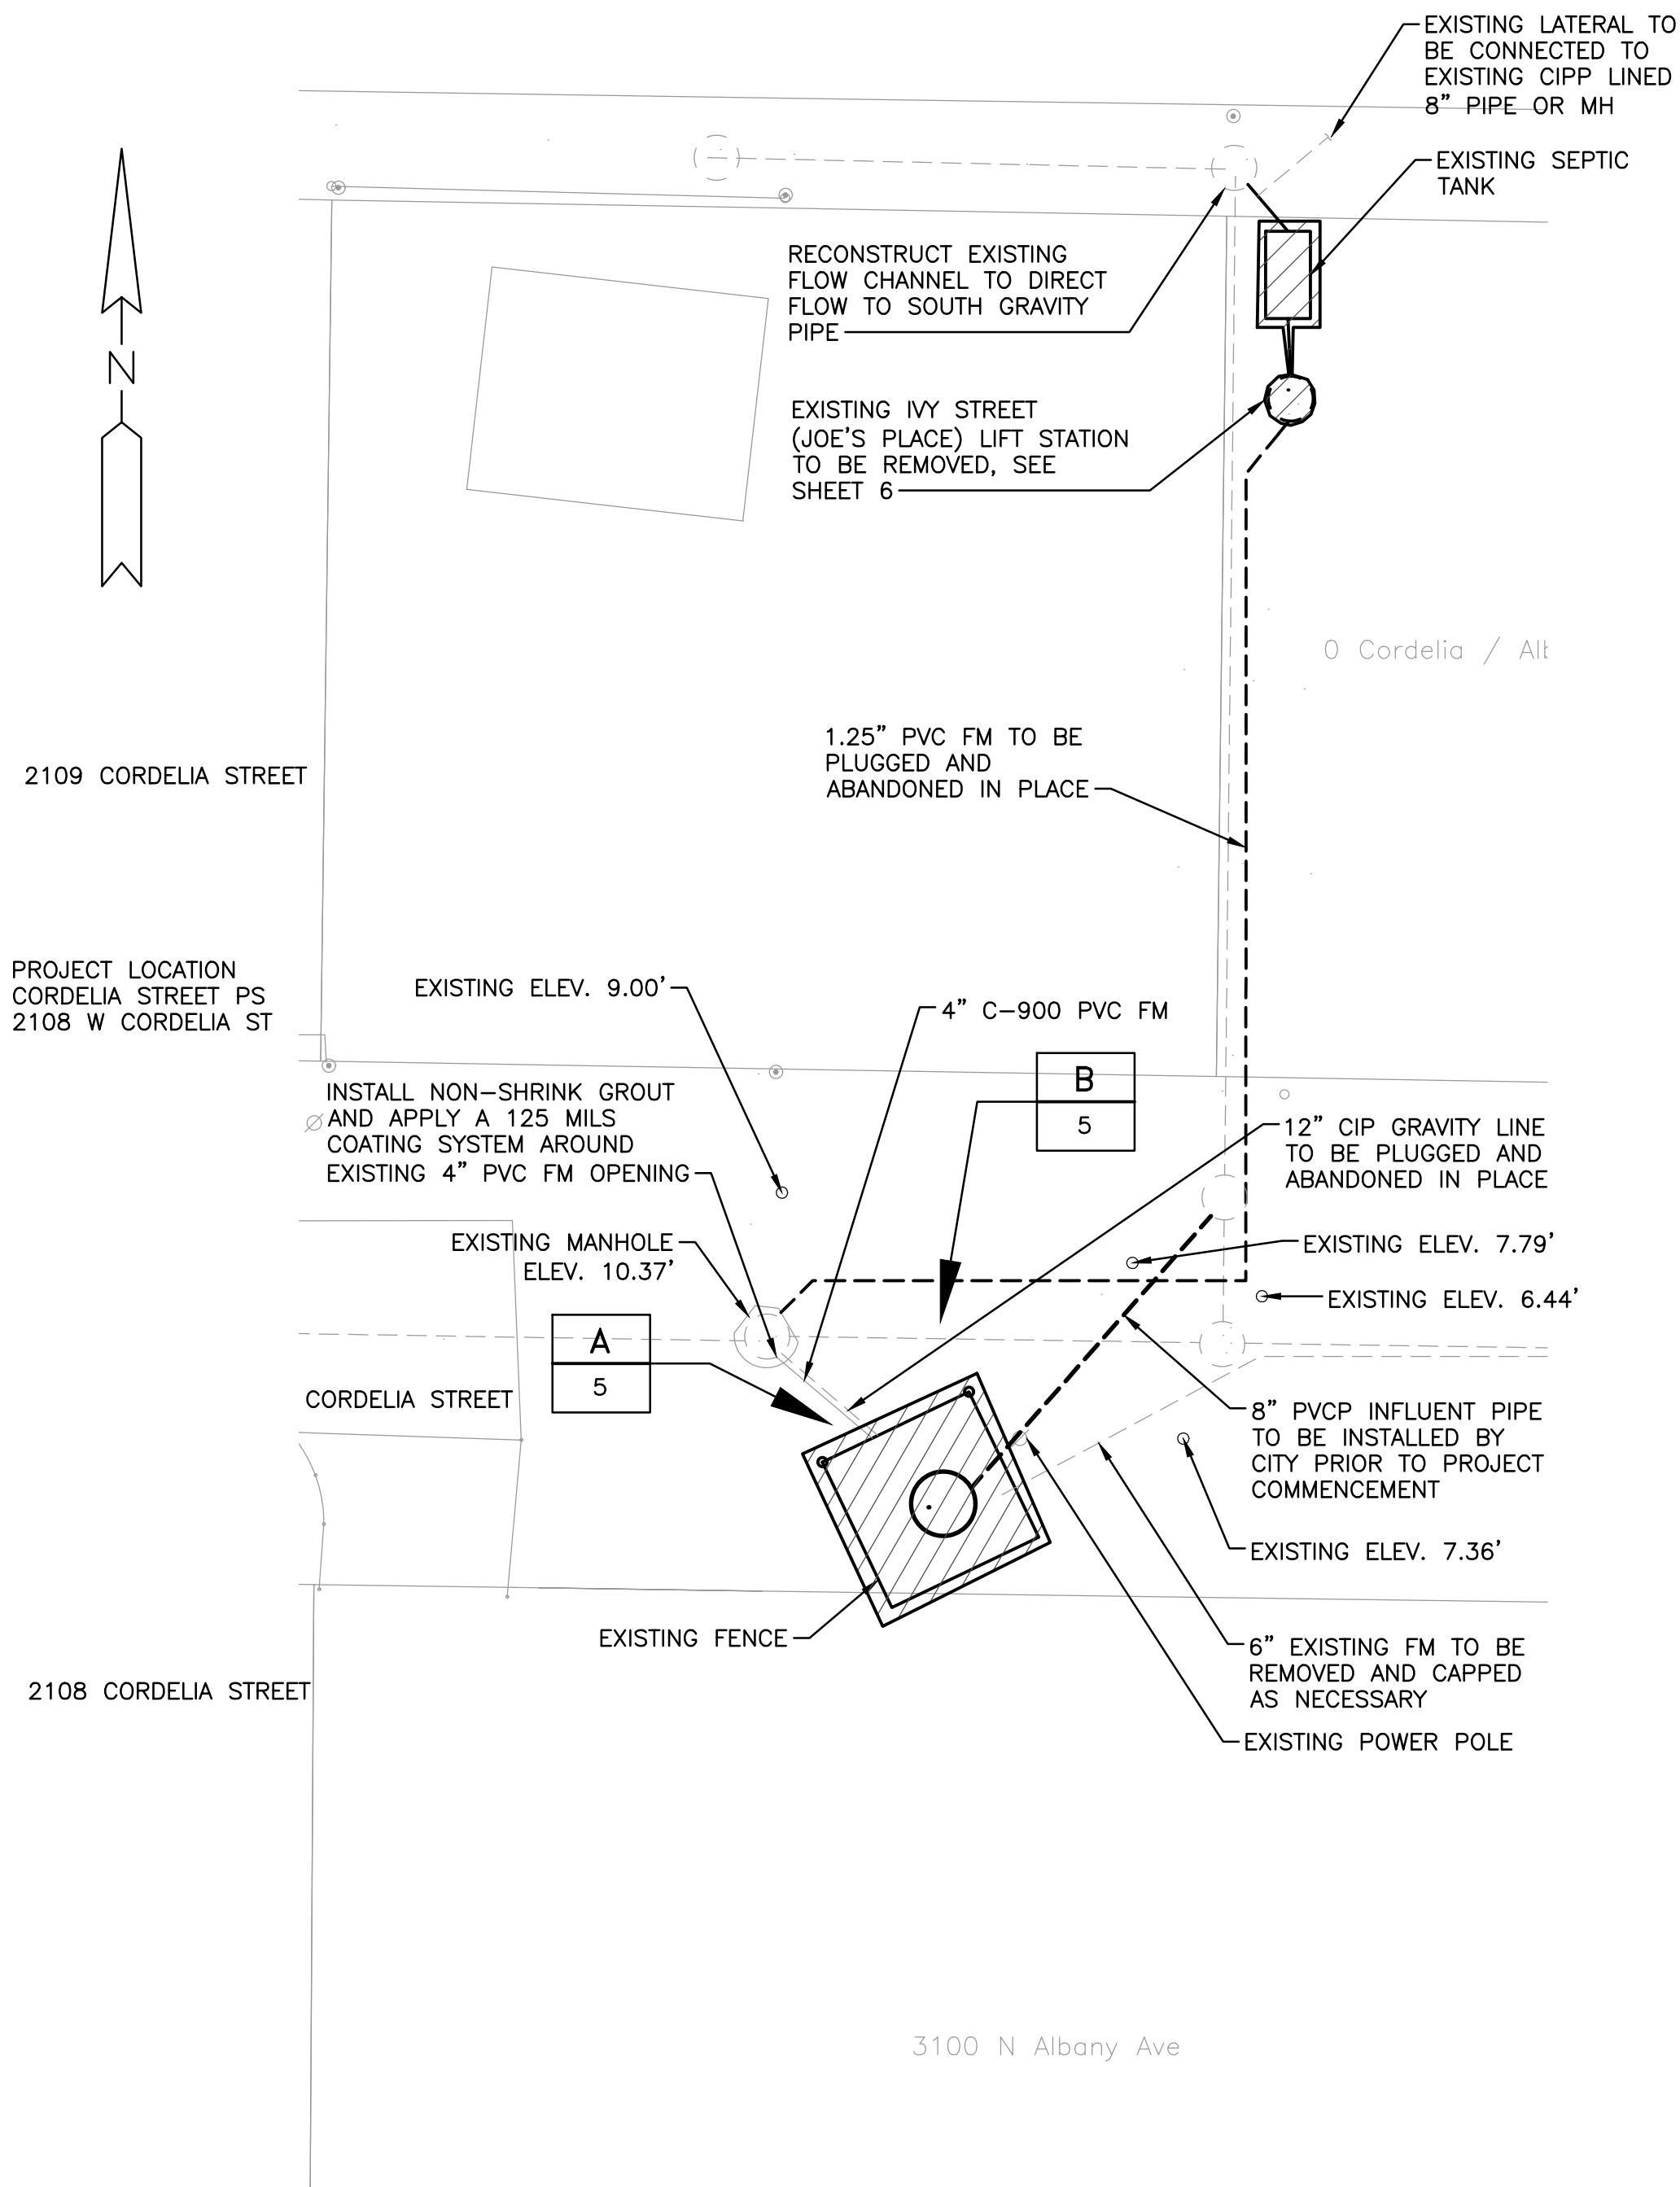 EXISTING LATERAL TO
BE CONNECTED TO
EXISTING CIPP LINED
8" PIPE OR MH
EXISTING SEPTIC
TANK
RECONSTRUCT EXISTING
FLOW CHANNEL TO DIRECT
FLOW TO SOUTH GRAVITY
PIPE
N
EXISTING IVY STREET
(JOE'S PLACE) LIFT STATION
TO BE REMOVED, SEE
SHEET 6
0 Cordelia / Alb
1.25" PVC FM TO BE
PLUGGED AND
ABANDONED IN PLACE
2109 CORDELIA STREET
PROJECT LOCATION
CORDELIA STREET PS
2108 W CORDELIA ST
EXISTING ELEV. 9.00'
4" C-900 PVC FM
B
5
INSTALL NON-SHRINK GROUT
AND APPLY A 125 MILS
COATING SYSTEM AROUND
EXISTING 4" PVC FM OPENING
12" CIP GRAVITY LINE
TO BE PLUGGED AND
ABANDONED IN PLACE
EXISTING MANHOLE
ELEV. 10.37'
EXISTING ELEV. 7.79'
EXISTING ELEV. 6.44'
A
5
CORDELIA STREET
8" PVCP INFLUENT PIPE
TO BE INSTALLED BY
CITY PRIOR TO PROJECT
COMMENCEMENT
EXISTING ELEV. 7.36'
EXISTING FENCE
6" EXISTING FM TO BE
REMOVED AND CAPPED
AS NECESSARY
2108 CORDELIA STREET
EXISTING POWER POLE
3100 N Albany Ave